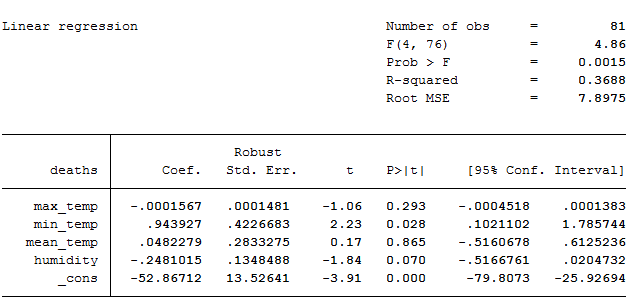 Linear regression Number of obs = 81
F(4, 76) = 4.86
Prob > F = 0.0015
R-squared = 0.3688
Root MSE = 7.8975
Robust
deaths Coef. Std. Err. t P>|t| [95% Conf. Interval]
max_temp -.0001567 .0001481 -1.06 0.293 -.0004518 .0001383
min_temp .943927 .4226683 2.23 0.028 .1021102 1.785744
mean_temp .0482279 .2833275 0.17 0.865 -.5160678 .6125236
humidity -.2481015 .1348488 -1.84 0.070 -.5166761 .0204732
_cons -52.86712 13.52641 -3.91 0.000 -79.8073 -25.92694